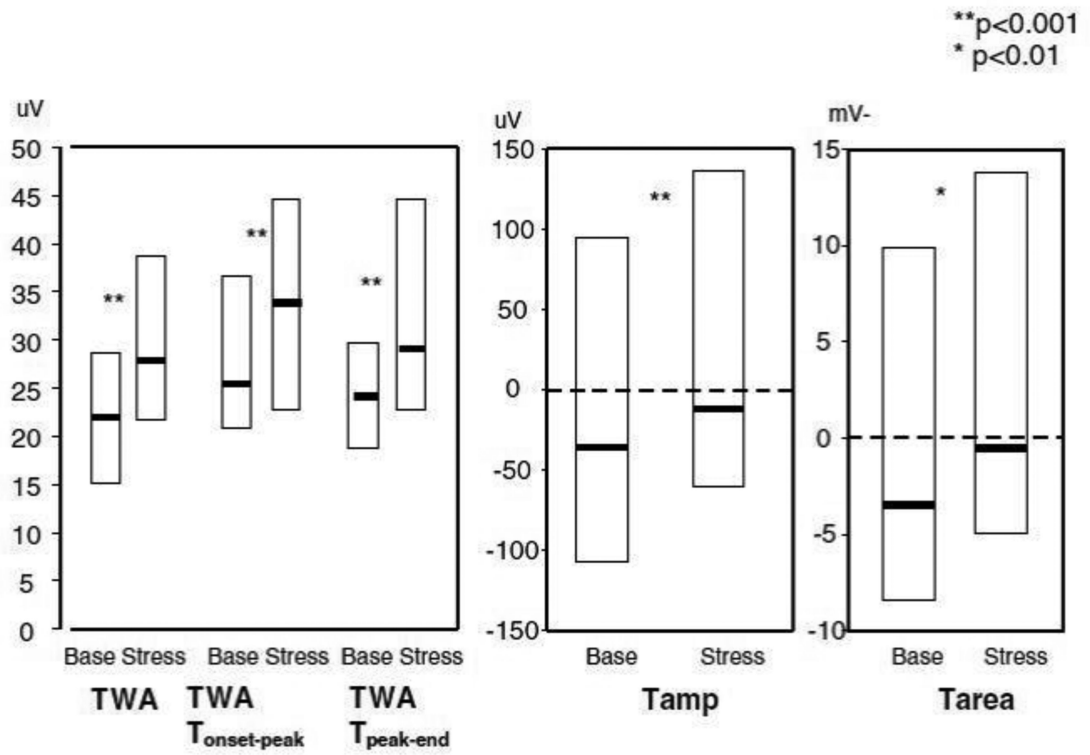 **p<0.001
* p<0.01
uV
50
45
40
35
30
25
20
15
10
5
0
**
**
**
Base Stress Base Stress Base Stress
TWA TWA TWA
Tonset-peak Tpeak-end
uV
150
100
50
0
-50
-100
-150
**
Base Stress
Tamp
mV-
15
10
5
0
-5
-10
*
Base Stress
Tarea